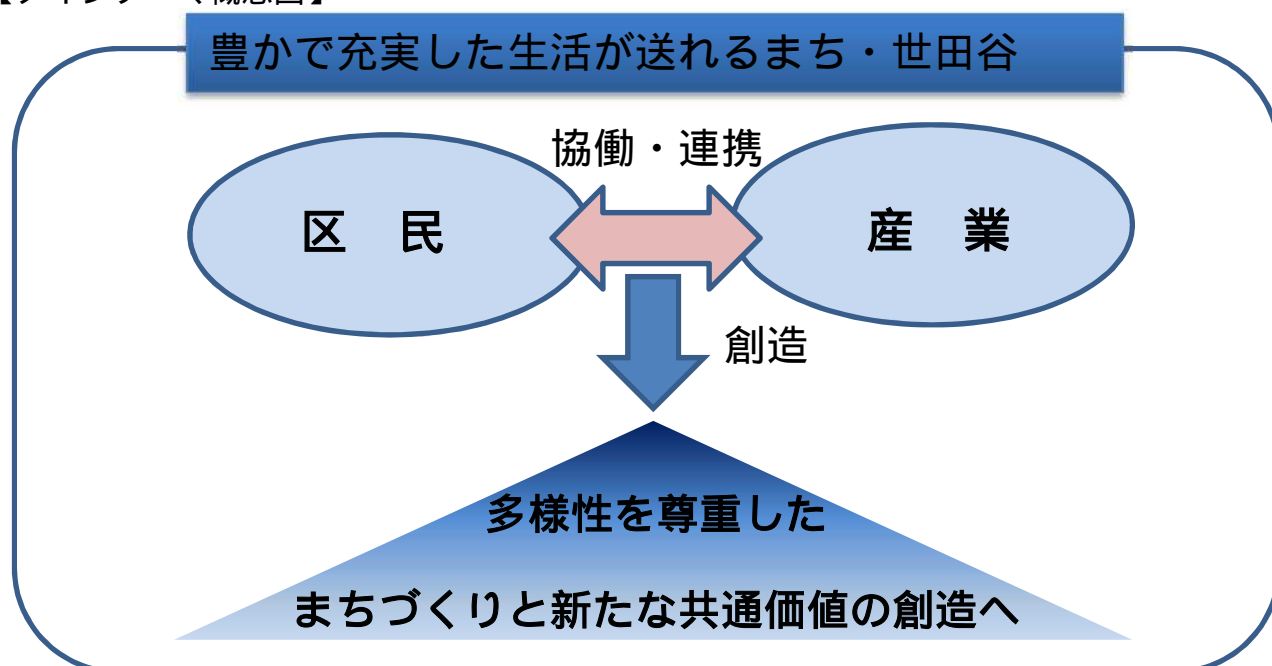 豊かで充実した生活が送れるまち・世田谷
協働・連携
区　民
産　業
創造
多様性を尊重した
まちづくりと新たな共通価値の創造へ